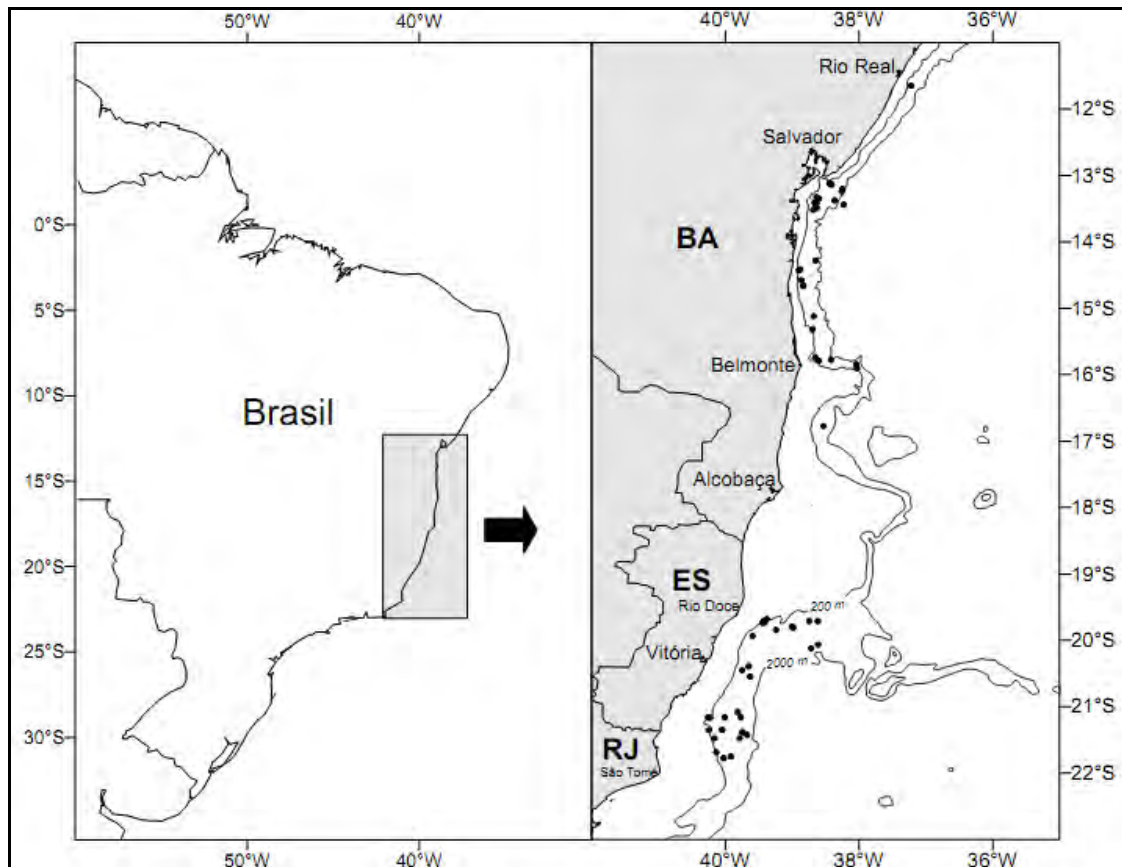 50°W 40°W
0°S
5°S
10°S
15°S
20°S
25°S
30°S
Brasil
50°W 40°W
40°W 38°W 36°W
Rio Real
12°S
Salvador
13°S
BA
14°S
15°S
Belmonte
16°S
17°S
Alcobaça
18°S
ES
19°S
Rio Doce
200 m
20°S
Vitória
2000 m
21°S
RJ
São Tomé
22°S
40°W 38°W 36°W